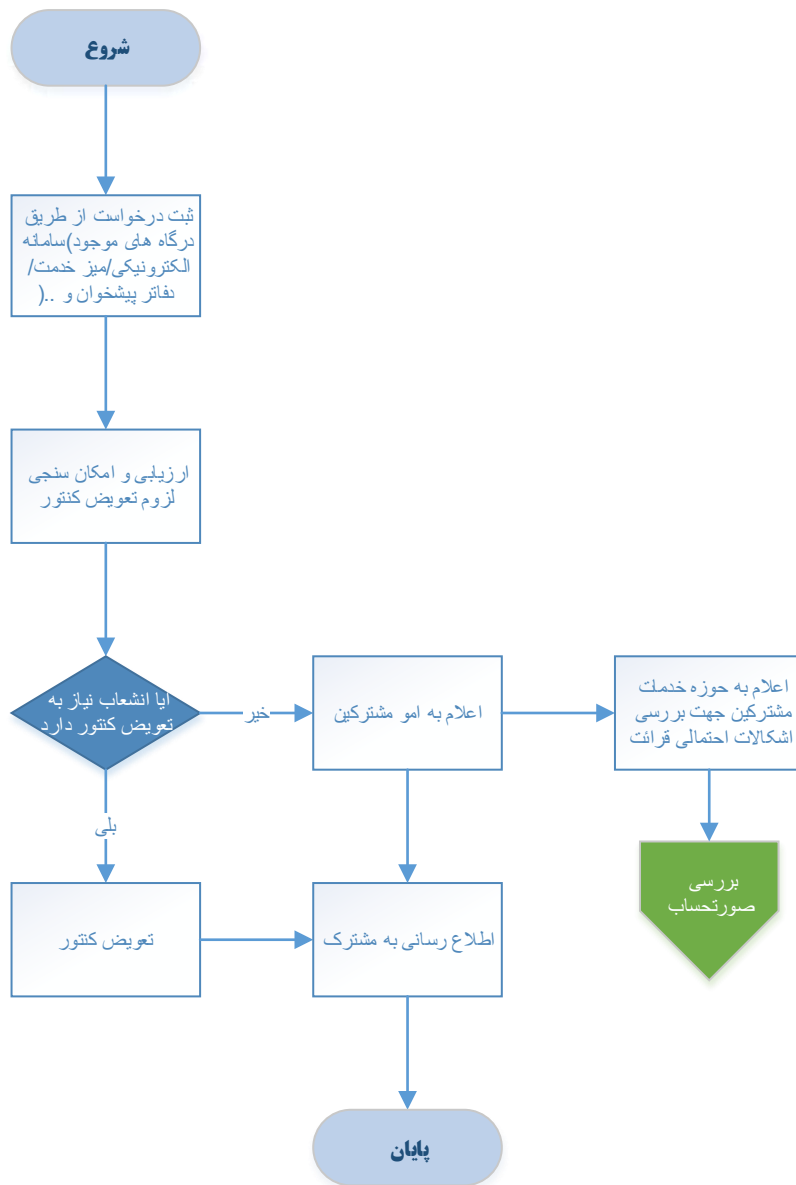 شروع
ثبت درخواست از طریق
درگاه های موجود)سامانه
الکترونیکی/میز خدمت/
دفاتر پیشخوان و ..(
ارزیابی و امکان سنجی
لزوم تعویض کنتور
ایا انشعاب نیاز به
تعویض کنتور دارد
خیر
اعلام به امو مشترکین
اعلام به حوزه خدمات
مشترکین جهت بررسی
اشکالات احتمالی قرائت
بلی
بررسی
صورتحساب
تعویض کنتور
اطلاع رسانی به مشترک
پایان